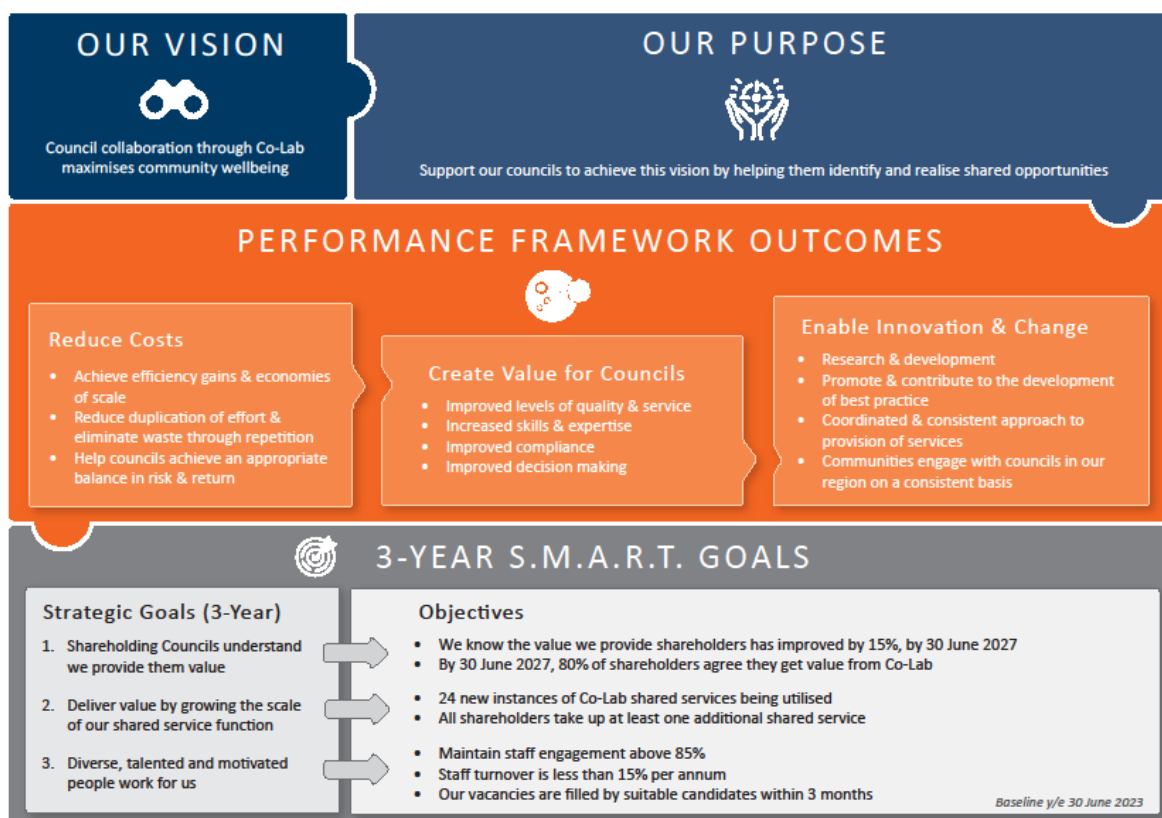 OUR VISION
Council collaboration through Co-Lab
maximises community wellbeing
OUR PURPOSE
Support our councils to achieve this vision by helping them identify and realise shared opportunities
PERFORMANCE FRAMEWORK OUTCOMES
Reduce Costs
• Achieve efficiency gains & economies
of scale
• Reduce duplication of effort &
eliminate waste through repetition
• Help councils achieve an appropriate
balance in risk & return
Create Value for Councils
• Improved levels of quality & service
• Increased skills & expertise
• Improved compliance
• Improved decision making
Enable Innovation & Change
• Research & development
• Promote & contribute to the development
of best practice
• Coordinated & consistent approach to
provision of services
• Communities engage with councils in our
region on a consistent basis
3-YEAR S.M.A.R.T. GOALS
Strategic Goals (3-Year)
1. Shareholding Councils understand
we provide them value
2. Deliver value by growing the scale
of our shared service function
3. Diverse, talented and motivated
people work for us
Objectives
• We know the value we provide shareholders has improved by 15%, by 30 June 2027
• By 30 June 2027, 80% of shareholders agree they get value from Co-Lab
• 24 new instances of Co-Lab shared services being utilised
• All shareholders take up at least one additional shared service
• Maintain staff engagement above 85%
• Staff turnover is less than 15% per annum
• Our vacancies are filled by suitable candidates within 3 months
Baseline y/e 30 June 2023